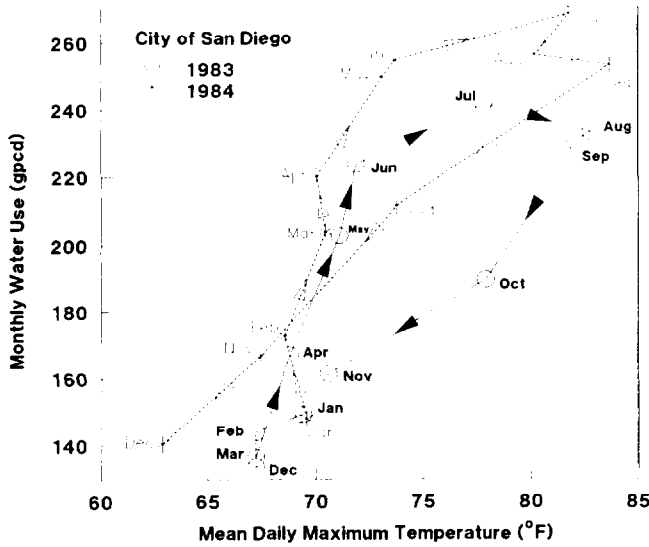 260
240
220
200
180
160
140
60
65
70
75
80
85
Monthly Water Use (gpcd)
Mean Daily Maximum Temperature (°F)
City of San Diego
1983
1984
Jul
Aug
Sep
Jun
May
Oct
Apr
Nov
Jan
Feb
Mar
Dec
Apr
Dec